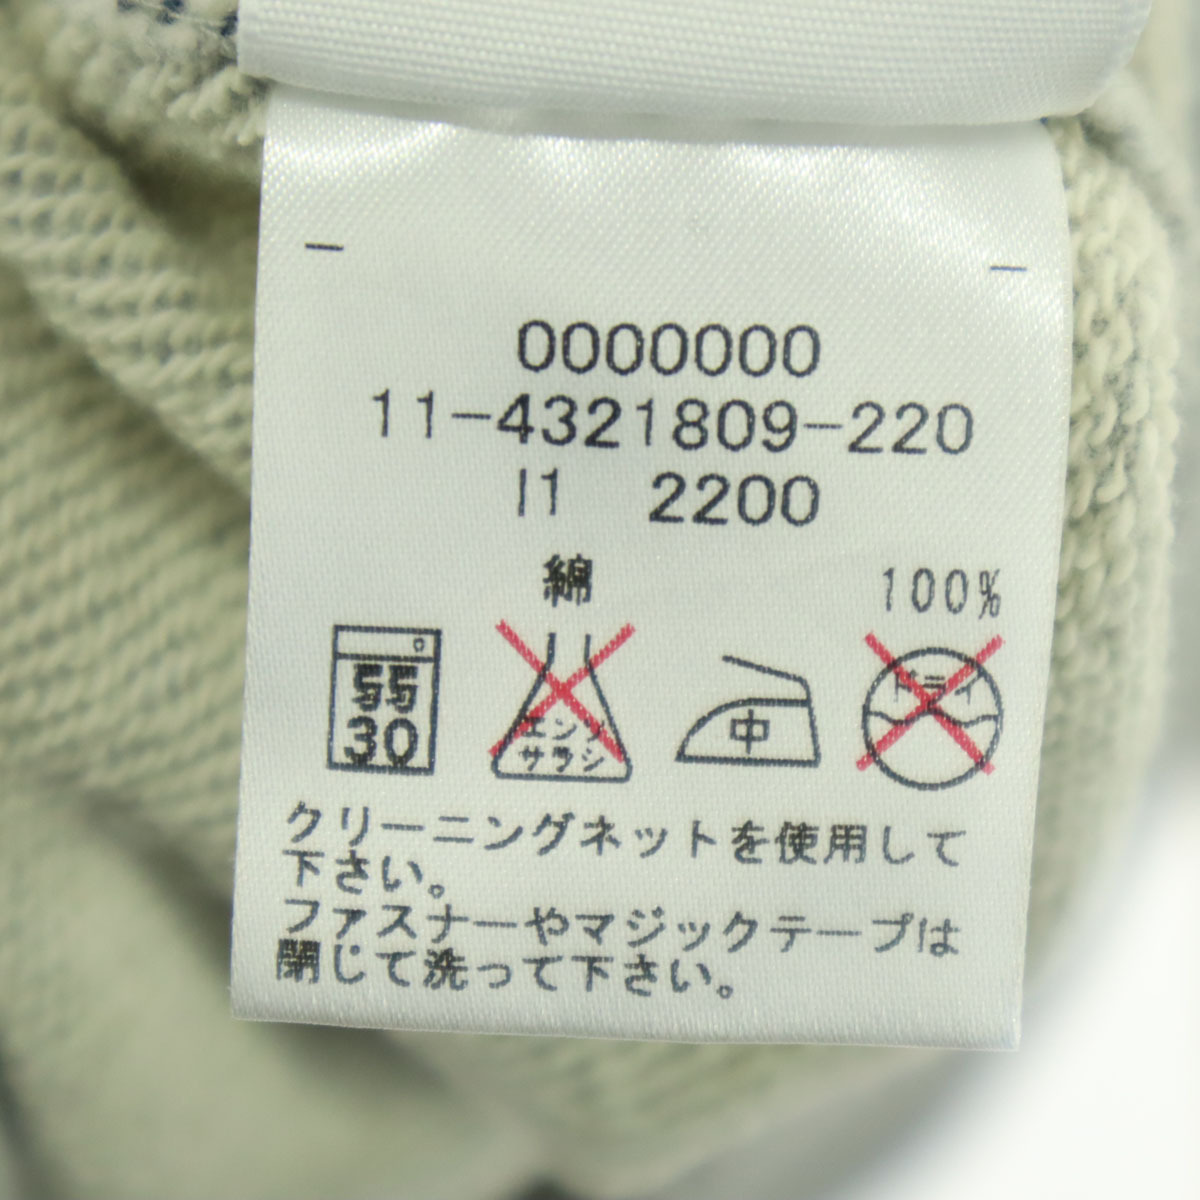 0000000
11-4321809-220
I1 2200
綿 100%
55
30
エンソ
サラシ
中
ドライ
クリーニングネットを使用して
下さい。
ファスナーやマジックテープは
閉じて洗って下さい。